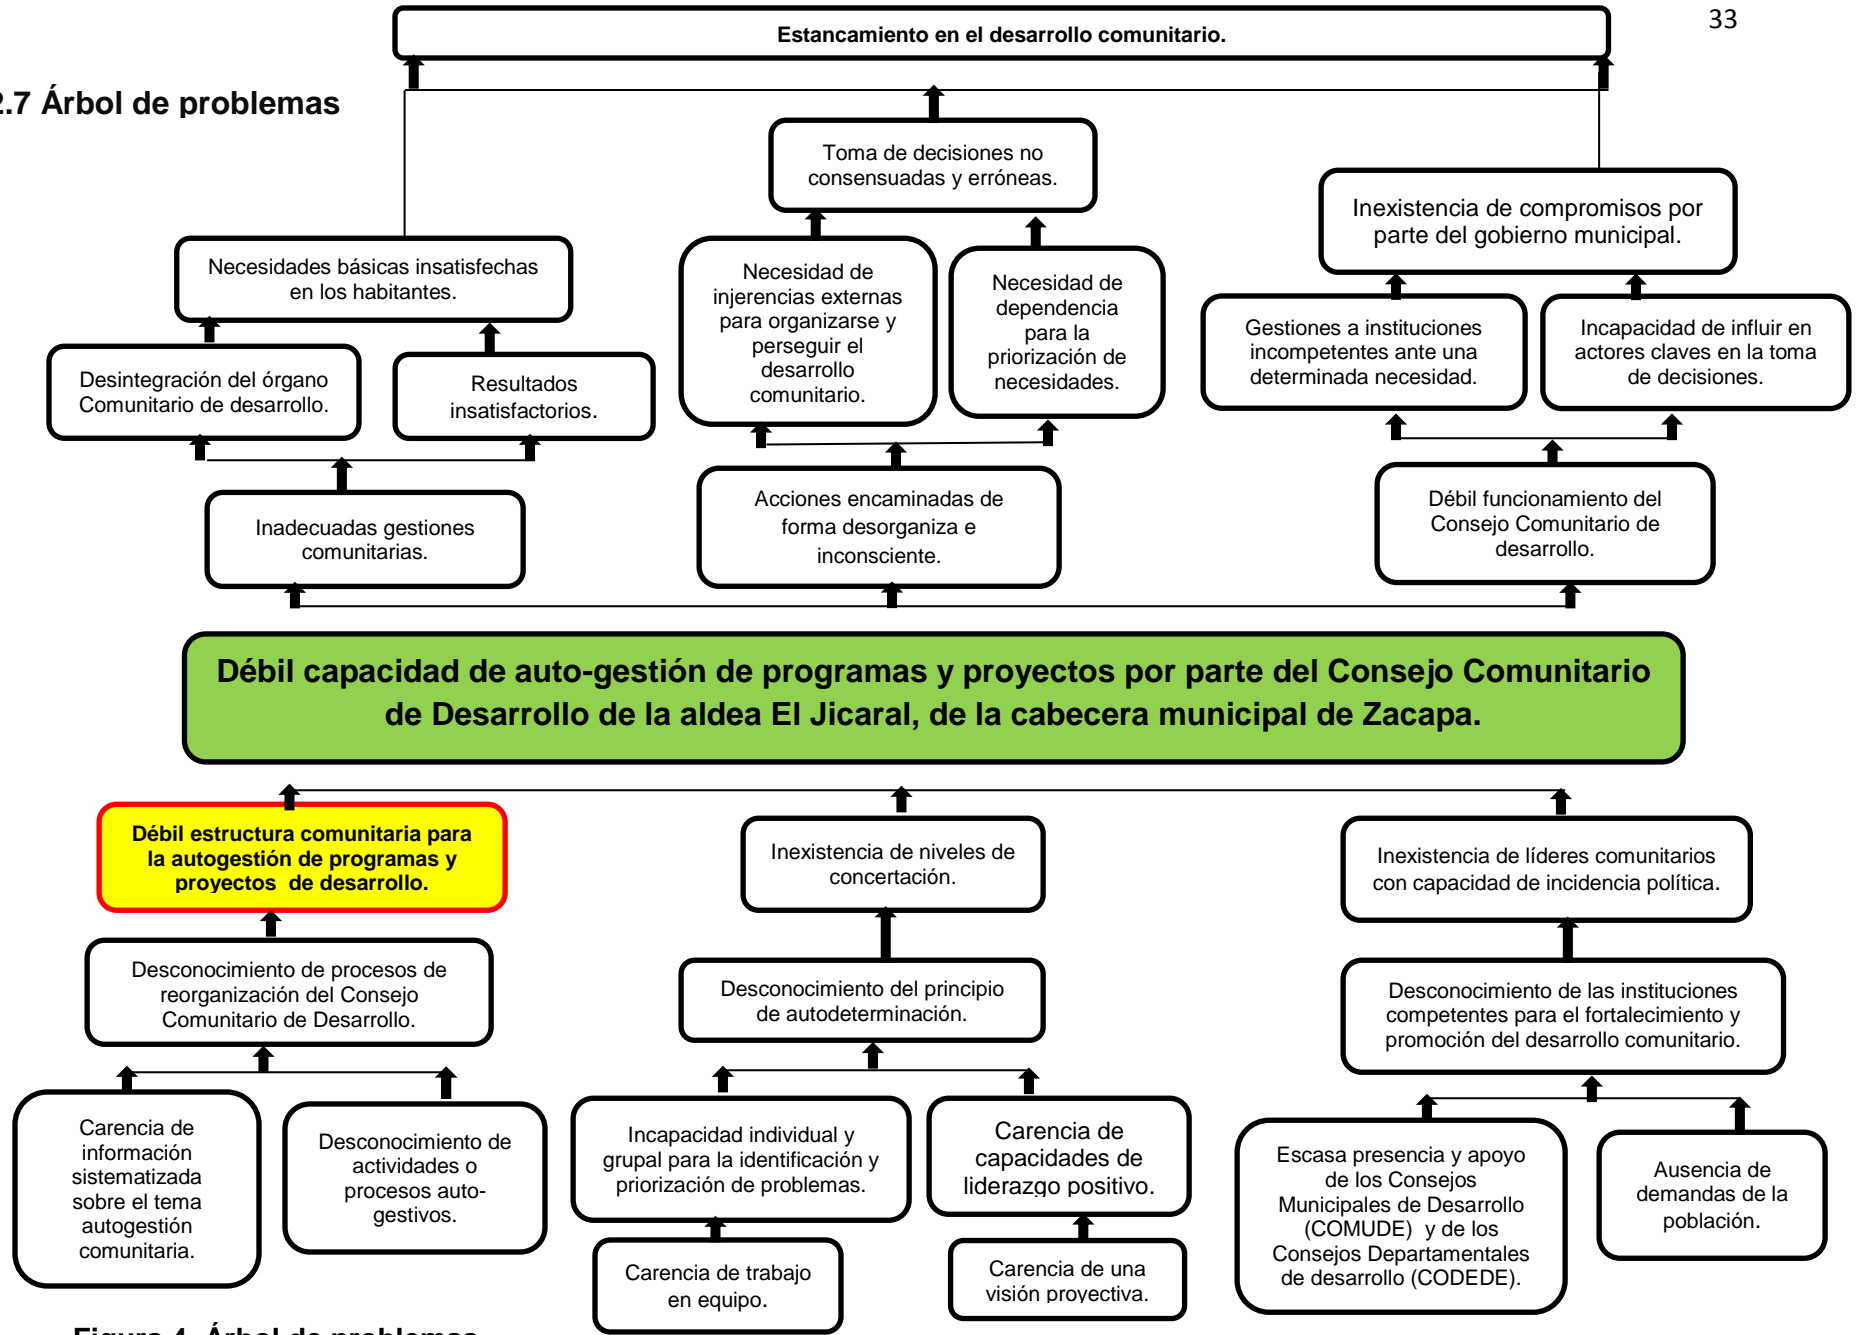 33
Estancamiento en el desarrollo comunitario.
2.7 Árbol de problemas
Toma de decisiones no
consensuadas y erróneas.
Inexistencia de compromisos por
parte del gobierno municipal.
Necesidades básicas insatisfechas
en los habitantes.
Necesidad de
injerencias externas
para organizarse y
perseguir el
desarrollo
comunitario.
Necesidad de
dependencia
para la
priorización de
necesidades.
Gestiones a instituciones
incompetentes ante una
determinada necesidad.
Incapacidad de influir en
actores claves en la toma
de decisiones.
Desintegración del órgano
Comunitario de desarrollo.
Resultados
insatisfactorios.
Inadecuadas gestiones
comunitarias.
Acciones encaminadas de
forma desorganiza e
inconsciente.
Débil funcionamiento del
Consejo Comunitario de
desarrollo.
Débil capacidad de auto-gestión de programas y proyectos por parte del Consejo Comunitario
de Desarrollo de la aldea El Jicaral, de la cabecera municipal de Zacapa.
Débil estructura comunitaria para
la autogestión de programas y
proyectos de desarrollo.
Inexistencia de niveles de
concertación.
Inexistencia de líderes comunitarios
con capacidad de incidencia política.
Desconocimiento de procesos de
reorganización del Consejo
Comunitario de Desarrollo.
Desconocimiento del principio
de autodeterminación.
Desconocimiento de las instituciones
competentes para el fortalecimiento y
promoción del desarrollo comunitario.
Carencia de
información
sistematizada
sobre el tema
autogestión
comunitaria.
Desconocimiento de
actividades o
procesos auto-
gestivos.
Incapacidad individual y
grupal para la identificación y
priorización de problemas.
Carencia de
capacidades de
liderazgo positivo.
Escasa presencia y apoyo
de los Consejos
Municipales de Desarrollo
(COMUDE) y de los
Consejos Departamentales
de desarrollo (CODEDE).
Ausencia de
demandas de la
población.
Carencia de trabajo
en equipo.
Carencia de una
visión proyectiva.
Figura 4. Árbol de problemas